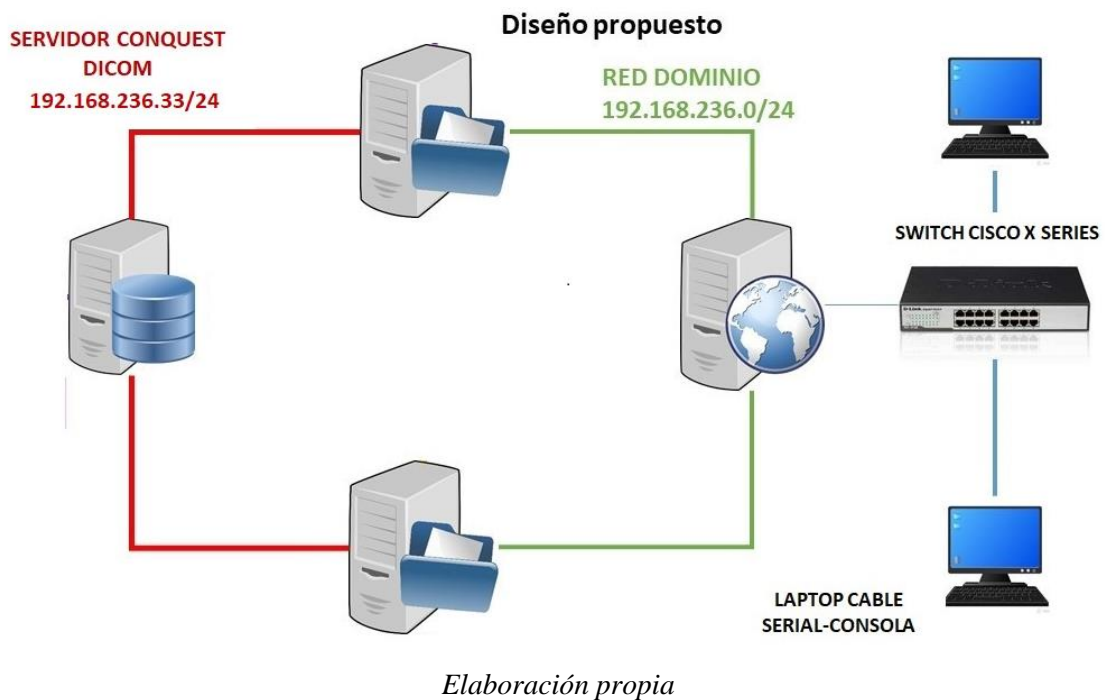 Diseño propuesto
SERVIDOR CONQUEST
DICOM
192.168.236.33/24
RED DOMINIO
192.168.236.0/24
SWITCH CISCO X SERIES
D-Link
LAPTOP CABLE
SERIAL-CONSOLA
Elaboración propia